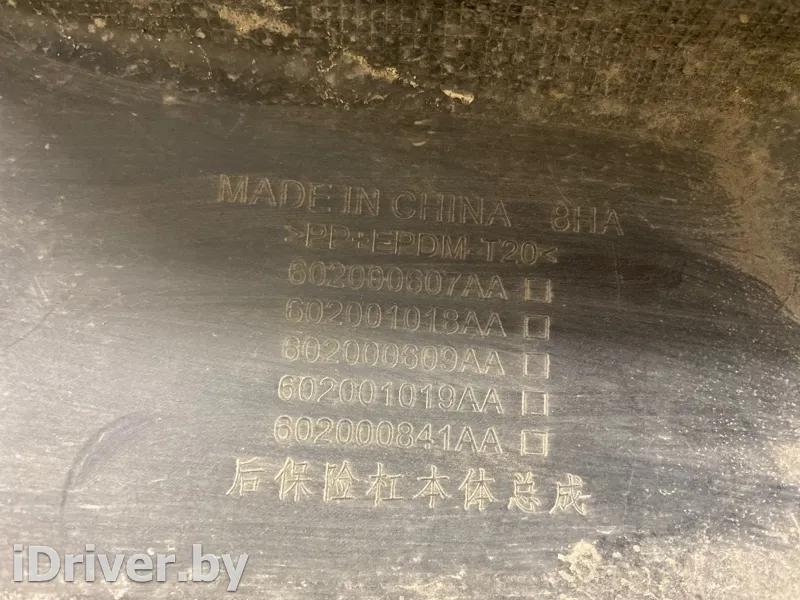 MADE IN CHINA 8HA
>PP+EPDM-T20<
602000607AA
602001018AA
602000609AA
602001019AA
602000841AA
后保险杠本体总成
iDriver.by